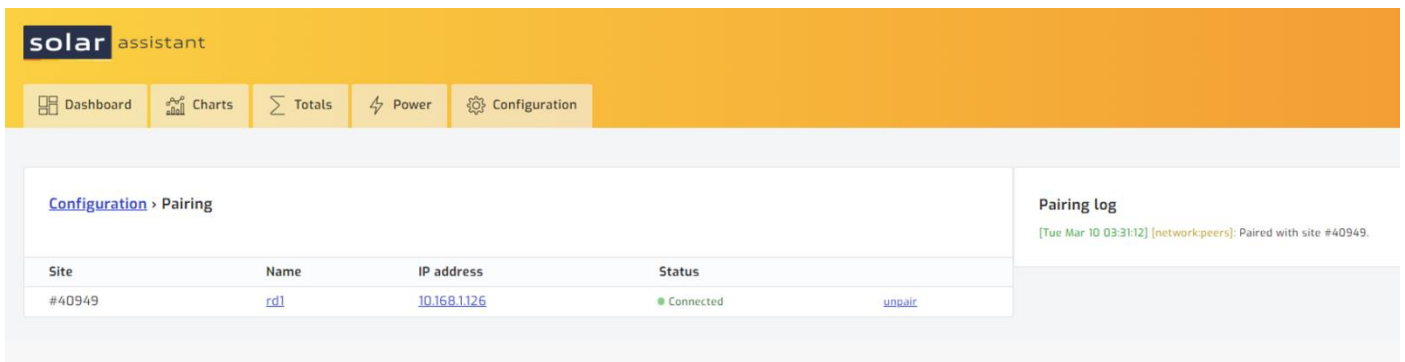 solar assistant
Dashboard Charts Totals Power Configuration
Configuration › Pairing
Site Name IP address Status
#40949 rd1 10.168.1.126 Connected unpair
Pairing log
[Tue Mar 10 03:31:12] [network:peers]: Paired with site #40949.